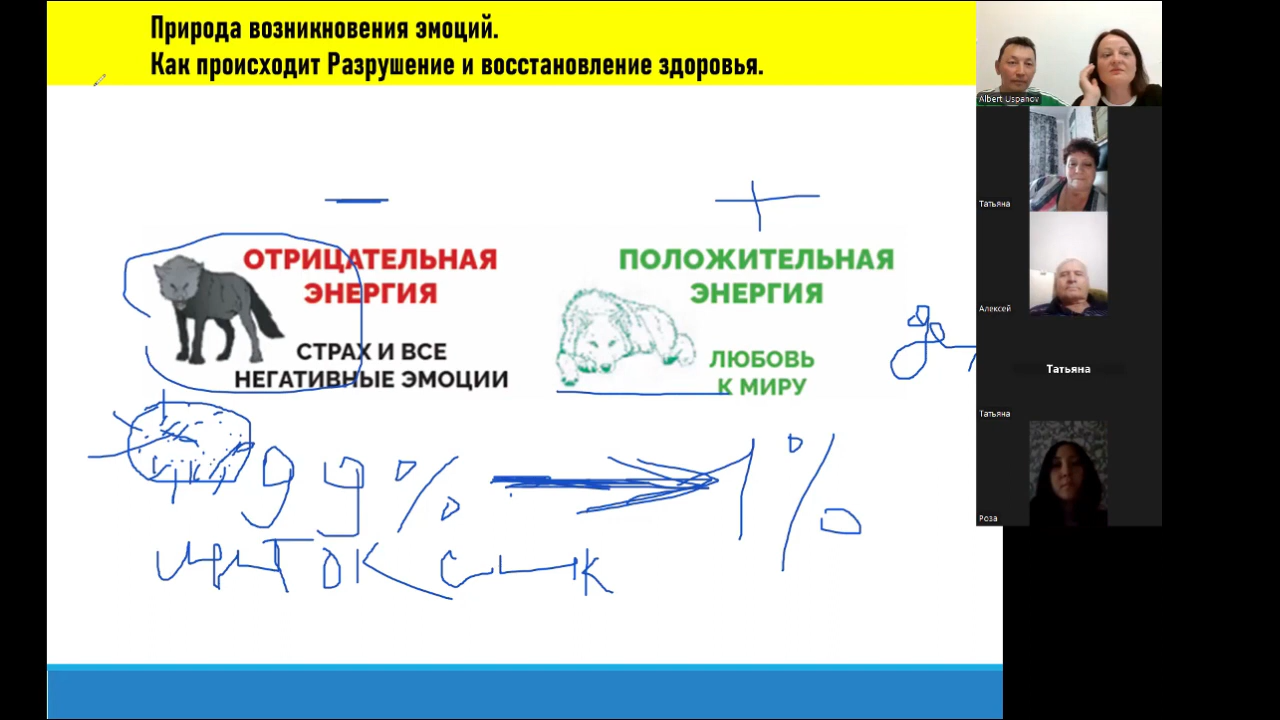 Природа возникновения эмоций.
Как происходит Разрушение и восстановление здоровья.
ОТРИЦАТЕЛЬНАЯ
ЭНЕРГИЯ
СТРАХ И ВСЕ
НЕГАТИВНЫЕ ЭМОЦИИ
ПОЛОЖИТЕЛЬНАЯ
ЭНЕРГИЯ
ЛЮБОВЬ
К МИРУ
99%
1%
Albert Uspanov
Татьяна
Алексей
Татьяна
Татьяна
Роза